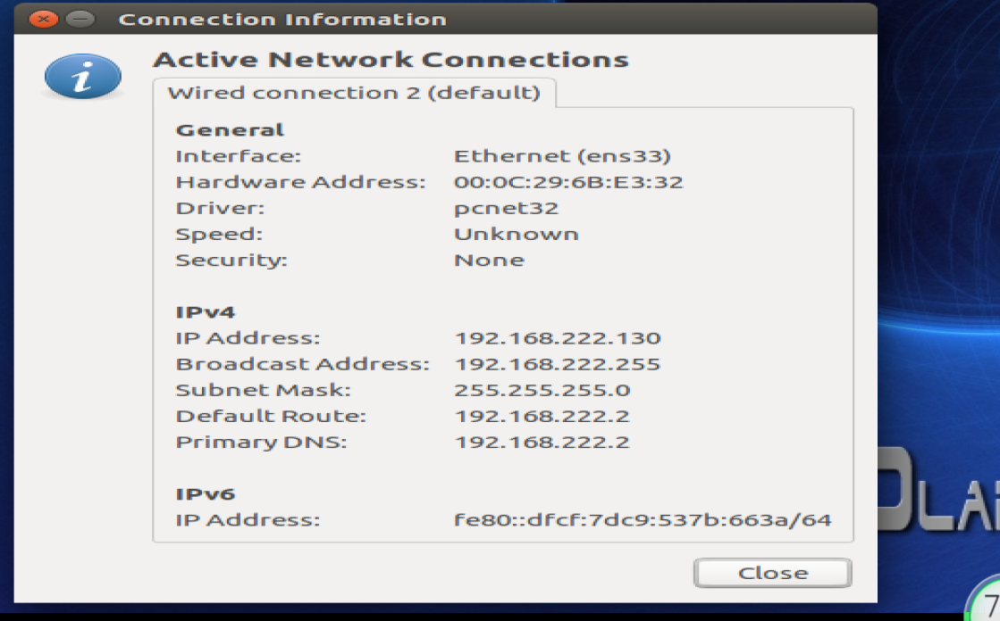 Connection Information
Active Network Connections
Wired connection 2 (default)
General
Interface: Ethernet (ens33)
Hardware Address: 00:0C:29:6B:E3:32
Driver: pcnet32
Speed: Unknown
Security: None
IPv4
IP Address: 192.168.222.130
Broadcast Address: 192.168.222.255
Subnet Mask: 255.255.255.0
Default Route: 192.168.222.2
Primary DNS: 192.168.222.2
IPv6
IP Address: fe80::dfcf:7dc9:537b:663a/64
Close
7